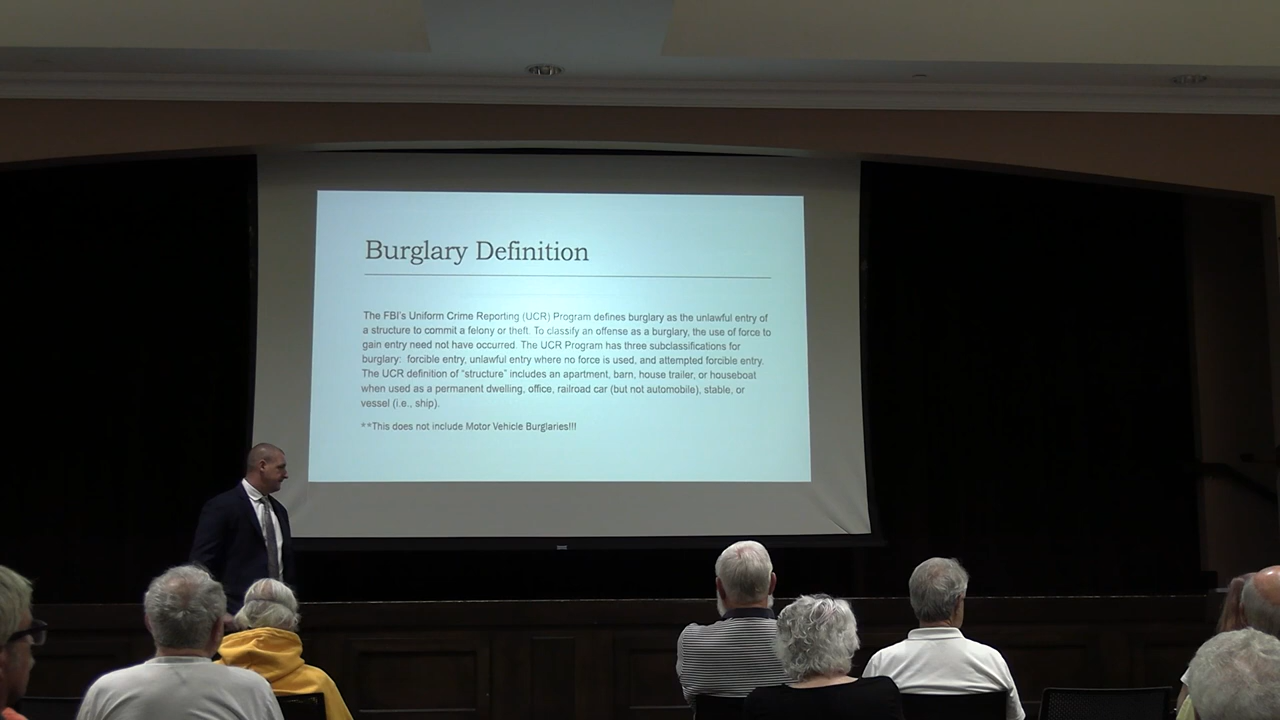 Burglary Definition
The FBI's Uniform Crime Reporting (UCR) Program defines burglary as the unlawful entry of
a structure to commit a felony or theft. To classify an offense as a burglary, the use of force to
gain entry need not have occurred. The UCR Program has three subclassifications for
burglary: forcible entry, unlawful entry where no force is used, and attempted forcible entry.
The UCR definition of "structure" includes an apartment, barn, house trailer, or houseboat
when used as a permanent dwelling, office, railroad car (but not automobile), stable, or
vessel (i.e., ship).
**This does not include Motor Vehicle Burglaries!!!